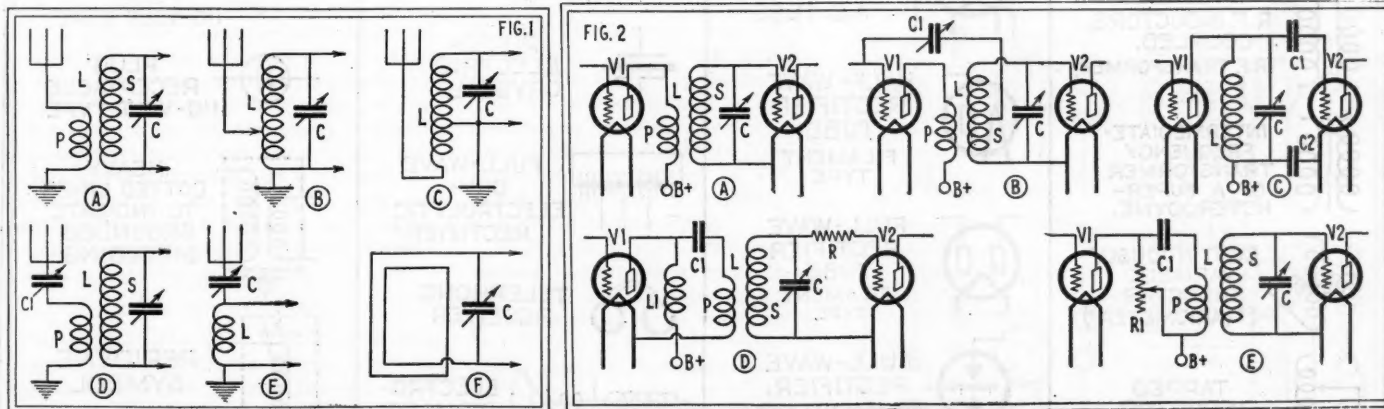 FIG.1
L S C P A
L C B
C L C
C1 L S C P D
C L E
C F
FIG. 2
V1 L S V2 P C B+ A
C1 V1 L V2 P S C B+ B
V1 C1 V2 L C C2 B+ C
V1 C1 L R V2 L1 P S C B+ D
V1 C1 L S V2 R1 P C B+ E